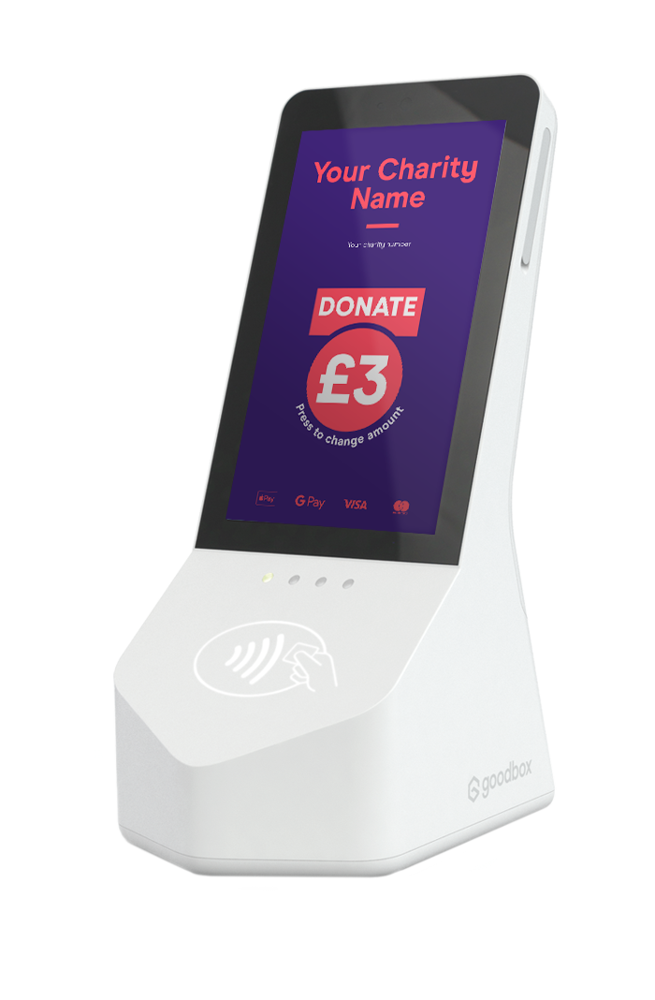 Your Charity
Name
Your charity number
DONATE
£3
Press to change amount
Pay
G Pay
VISA
goodbox